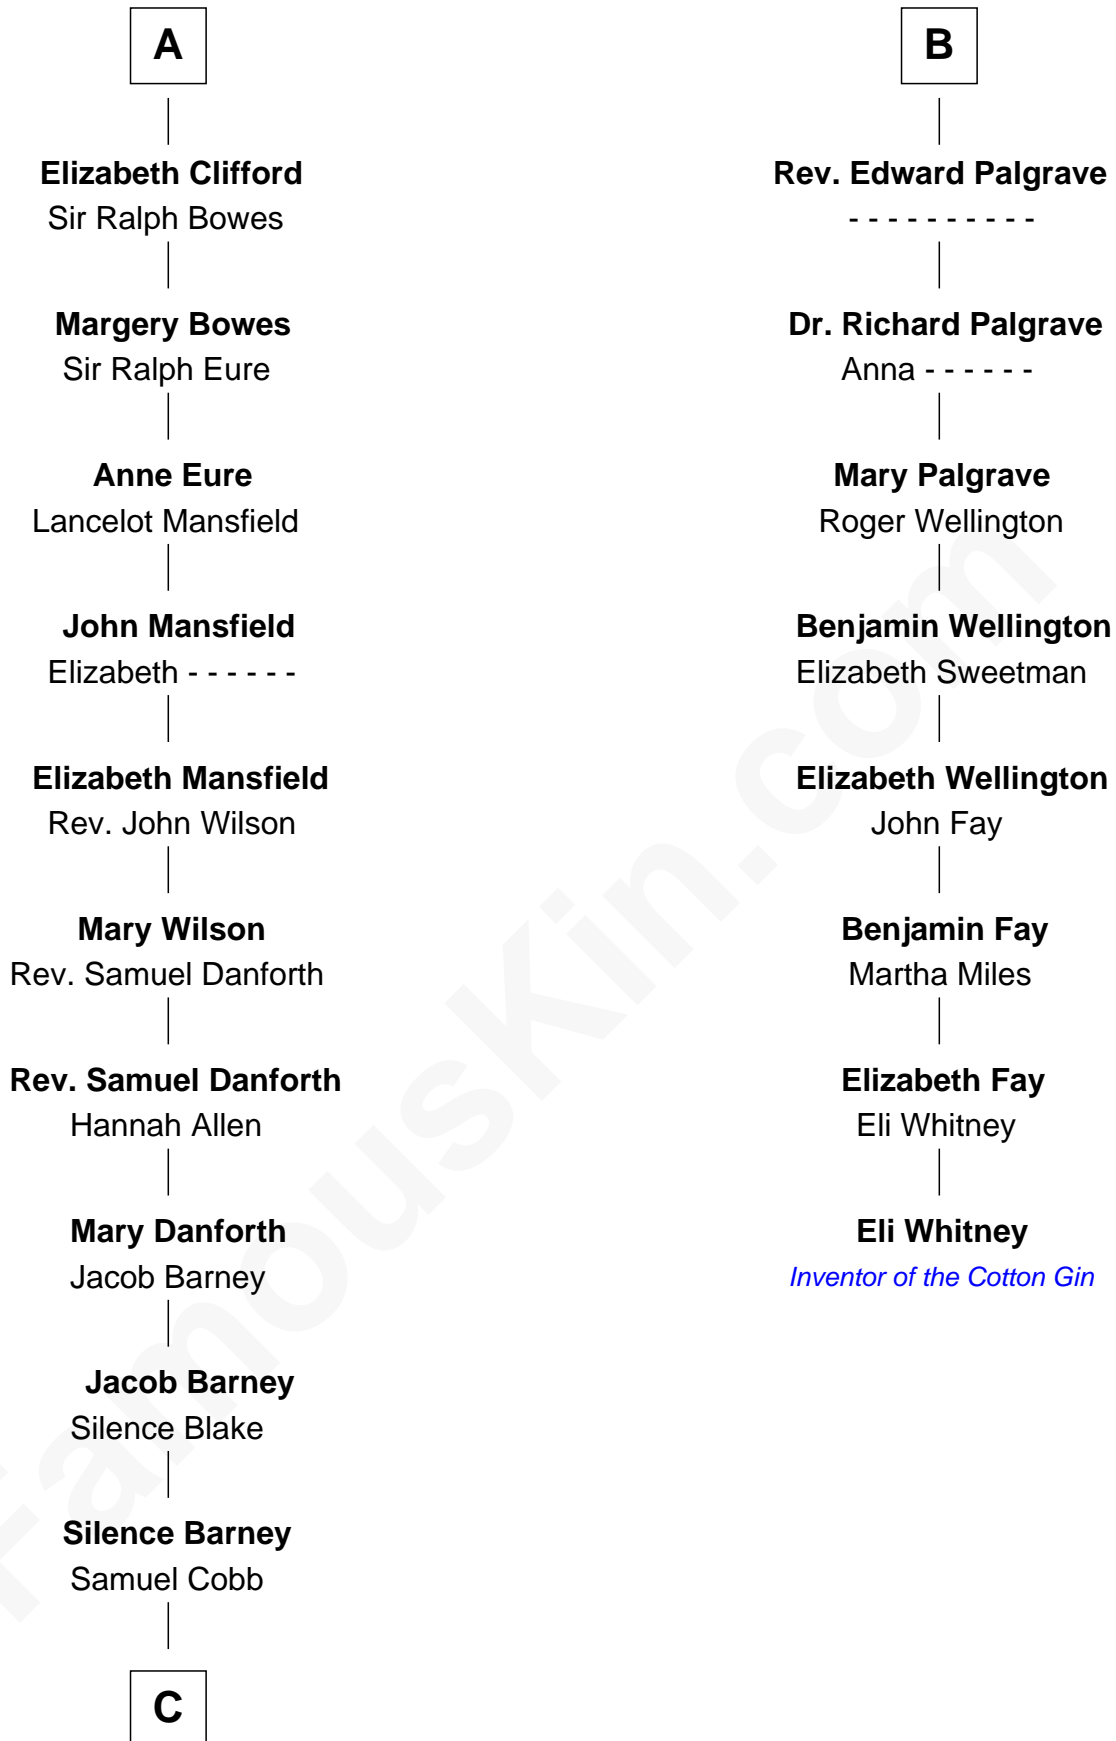 A
Elizabeth Clifford
Sir Ralph Bowes
Margery Bowes
Sir Ralph Eure
Anne Eure
Lancelot Mansfield
John Mansfield
Elizabeth - - - - - -
Elizabeth Mansfield
Rev. John Wilson
Mary Wilson
Rev. Samuel Danforth
Rev. Samuel Danforth
Hannah Allen
Mary Danforth
Jacob Barney
Jacob Barney
Silence Blake
Silence Barney
Samuel Cobb
C
B
Rev. Edward Palgrave
- - - - - - - - - -
Dr. Richard Palgrave
Anna - - - - - -
Mary Palgrave
Roger Wellington
Benjamin Wellington
Elizabeth Sweetman
Elizabeth Wellington
John Fay
Benjamin Fay
Martha Miles
Elizabeth Fay
Eli Whitney
Eli Whitney
Inventor of the Cotton Gin
FamousKin.com